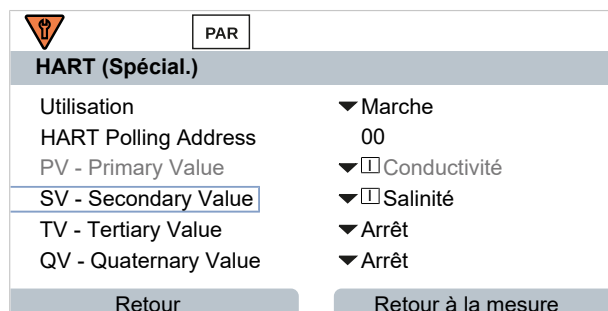 PAR
HART (Spécial.)
Utilisation Marche
HART Polling Address 00
PV - Primary Value I Conductivité
SV - Secondary Value I Salinité
TV - Tertiary Value Arrêt
QV - Quaternary Value Arrêt
Retour Retour à la mesure